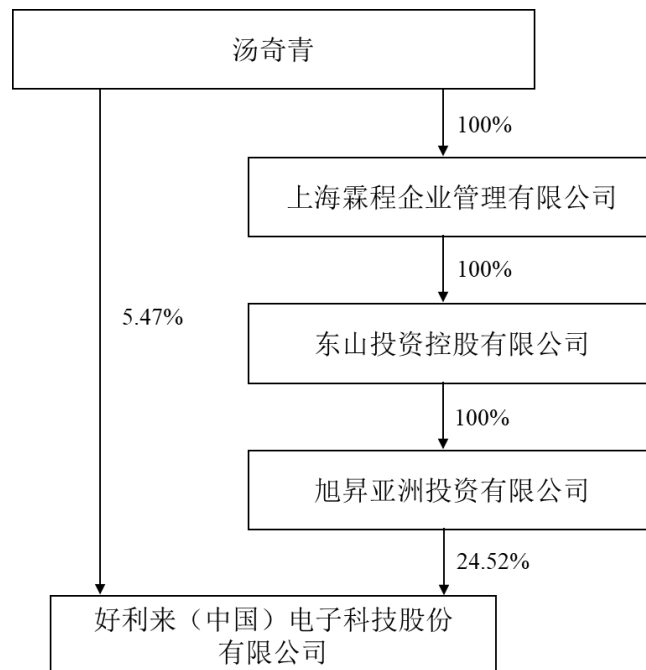 汤奇青
100%
上海霖程企业管理有限公司
100%
5.47%
东山投资控股有限公司
100%
旭昇亚洲投资有限公司
24.52%
好利来（中国）电子科技股份
有限公司